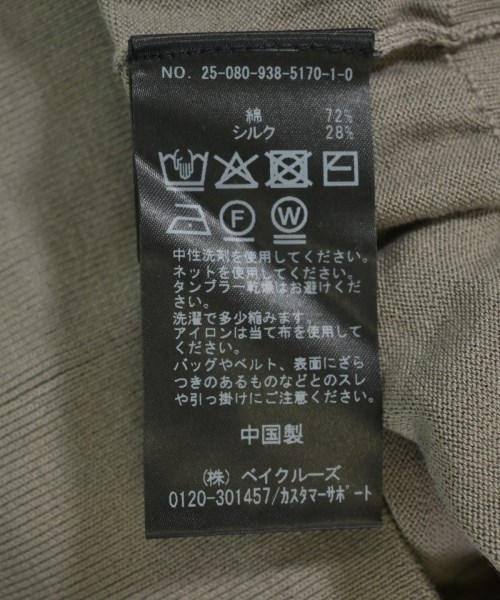 NO. 25-080-938-5170-1-0
綿 72%
シルク 28%
F W
中性洗剤を使用してください。
ネットを使用してください。
タンブラー乾燥はお避けくだ
さい。
洗濯で多少縮みます。
アイロンは当て布を使用して
ください。
バッグやベルト、表面にざら
つきのあるものなどとのスレ
や引っ掛けにご注意ください。
中国製
(株) ベイクルーズ
0120-301457/カスタマーサポート